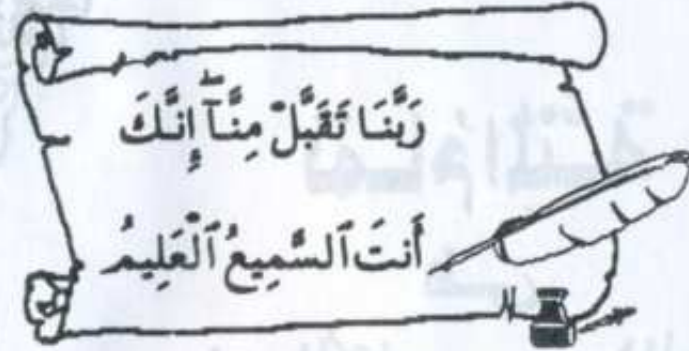 رَبَّنَا تَقَبَّلْ مِنَّآ إِنَّكَ
أَنتَ ٱلسَّمِيعُ ٱلْعَلِيمُ